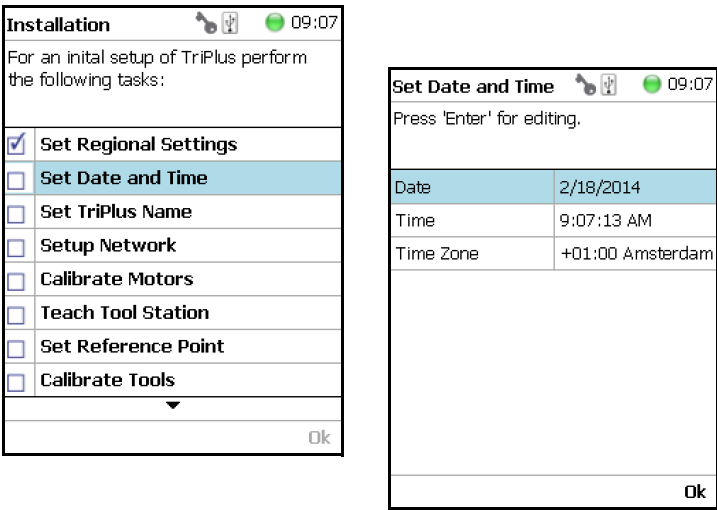 Installation 09:07
For an inital setup of TriPlus perform
the following tasks:
Set Regional Settings
Set Date and Time
Set TriPlus Name
Setup Network
Calibrate Motors
Teach Tool Station
Set Reference Point
Calibrate Tools
Ok
Set Date and Time 09:07
Press 'Enter' for editing.
Date 2/18/2014
Time 9:07:13 AM
Time Zone +01:00 Amsterdam
Ok